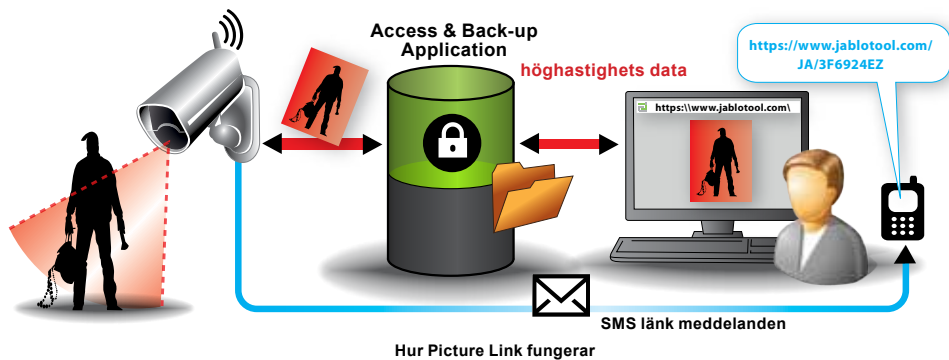 Access & Back-up
Application
höghastighets data
https://www.jablotool.com/
JA/3F6924EZ
https:\\www.jablotool.com\
SMS länk meddelanden
Hur Picture Link fungerar